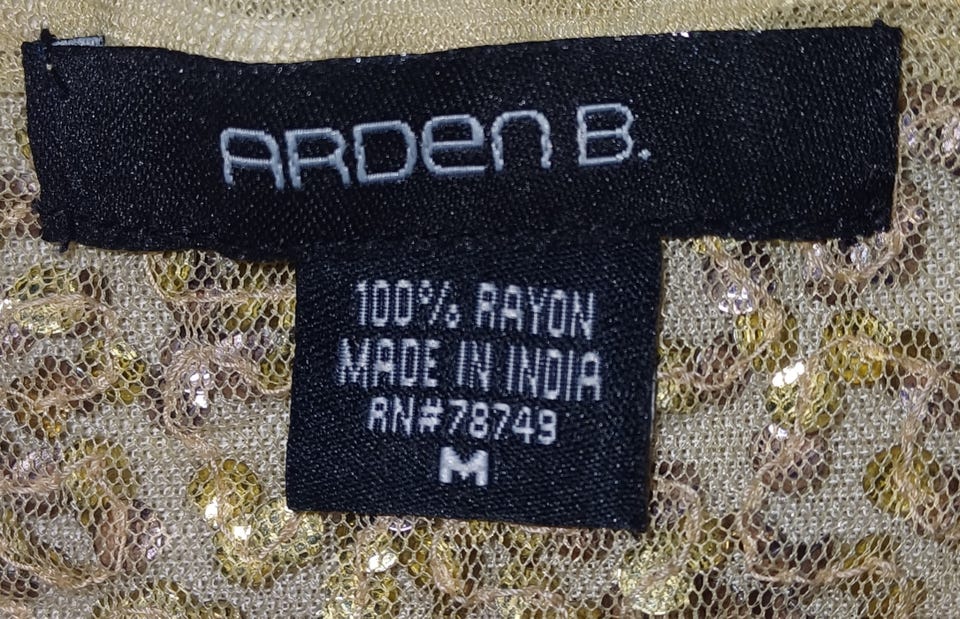 ARDEN B.
100% RAYON
MADE IN INDIA
RN#78749
M